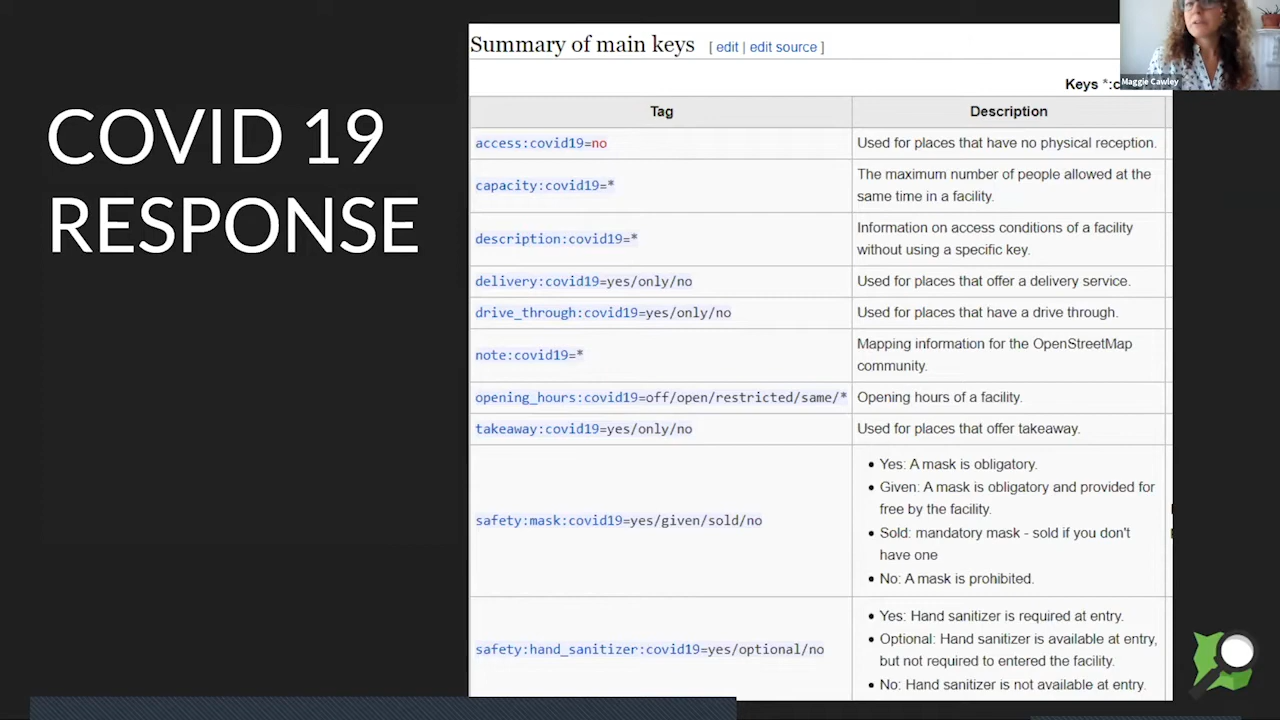 COVID 19
RESPONSE
Summary of main keys [ edit | edit source ]
Keys *:c
Maggie Cawley
Tag Description
access:covid19=no Used for places that have no physical reception.
capacity:covid19=* The maximum number of people allowed at the
same time in a facility.
description:covid19=* Information on access conditions of a facility
without using a specific key.
delivery:covid19=yes/only/no Used for places that offer a delivery service.
drive_through:covid19=yes/only/no Used for places that have a drive through.
note:covid19=* Mapping information for the OpenStreetMap
community.
opening_hours:covid19=off/open/restricted/same/* Opening hours of a facility.
takeaway:covid19=yes/only/no Used for places that offer takeaway.
safety:mask:covid19=yes/given/sold/no
• Yes: A mask is obligatory.
• Given: A mask is obligatory and provided for
free by the facility.
• Sold: mandatory mask - sold if you don't
have one
• No: A mask is prohibited.
safety:hand_sanitizer:covid19=yes/optional/no
• Yes: Hand sanitizer is required at entry.
• Optional: Hand sanitizer is available at entry,
but not required to entered the facility.
• No: Hand sanitizer is not available at entry.